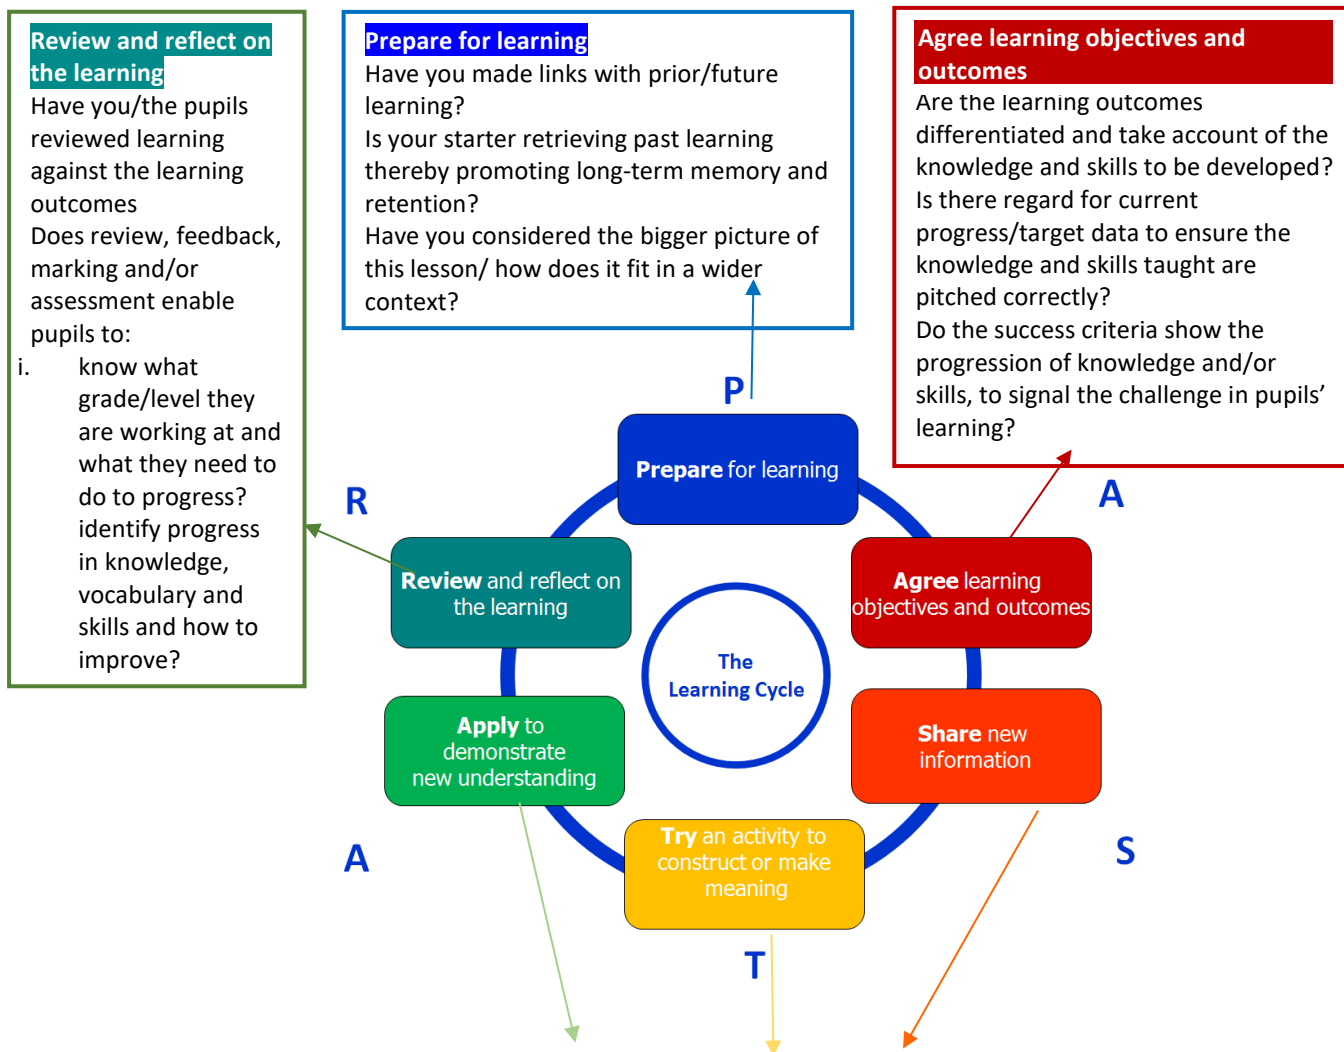 Review and reflect on
the learning
Have you/the pupils
reviewed learning
against the learning
outcomes
Does review, feedback,
marking and/or
assessment enable
pupils to:
i. know what
grade/level they
are working at and
what they need to
do to progress?
identify progress
in knowledge,
vocabulary and
skills and how to
improve?
Prepare for learning
Have you made links with prior/future
learning?
Is your starter retrieving past learning
thereby promoting long-term memory and
retention?
Have you considered the bigger picture of
this lesson/ how does it fit in a wider
context?
Agree learning objectives and
outcomes
Are the learning outcomes
differentiated and take account of the
knowledge and skills to be developed?
Is there regard for current
progress/target data to ensure the
knowledge and skills taught are
pitched correctly?
Do the success criteria show the
progression of knowledge and/or
skills, to signal the challenge in pupils’
learning?
P
Prepare for learning
A
Agree learning
objectives and outcomes
S
Share new
information
T
Try an activity to
construct or make
meaning
A
Apply to
demonstrate
new understanding
R
Review and reflect on
the learning
The
Learning Cycle